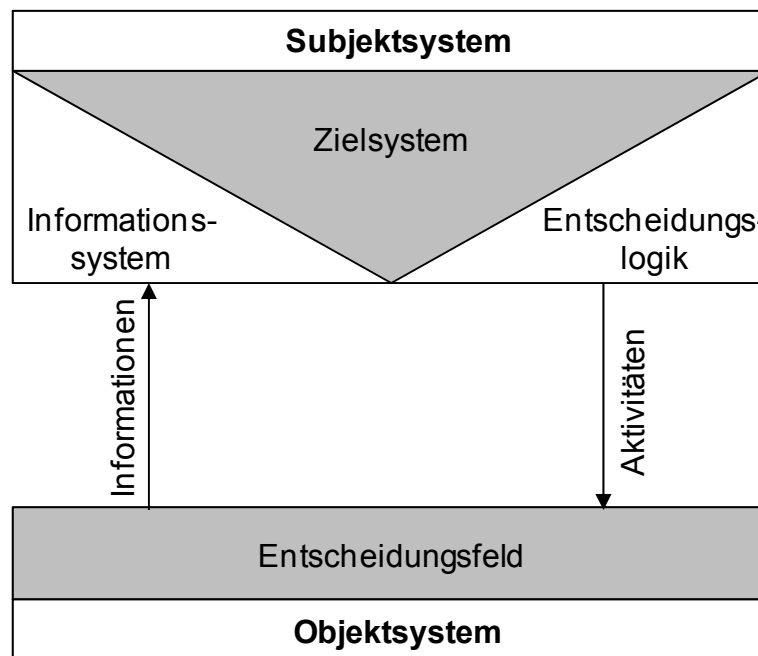 Subjektsystem
Zielsystem
Informations-
system
Entscheidungs-
logik
Informationen
Aktivitäten
Entscheidungsfeld
Objektsystem